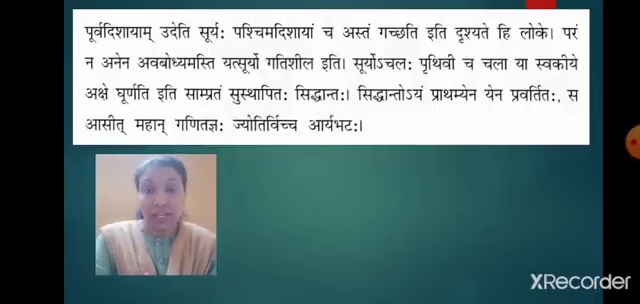 पूर्वदिशायाम् उदेति सूर्यः पश्चिमदिशायां च अस्तं गच्छति इति दृश्यते हि लोके। परं
न अनेन अवबोध्यमस्ति यत्सूर्यो गतिशील इति। सूर्योऽचलः पृथिवी च चला या स्वकीये
अक्षे घूर्णति इति साम्प्रतं सुस्थापितः सिद्धान्तः। सिद्धान्तोऽयं प्राथम्येन येन प्रवर्तितः, स
आसीत् महान् गणितज्ञः ज्योतिर्विच्च आर्यभटः।
XRecorder